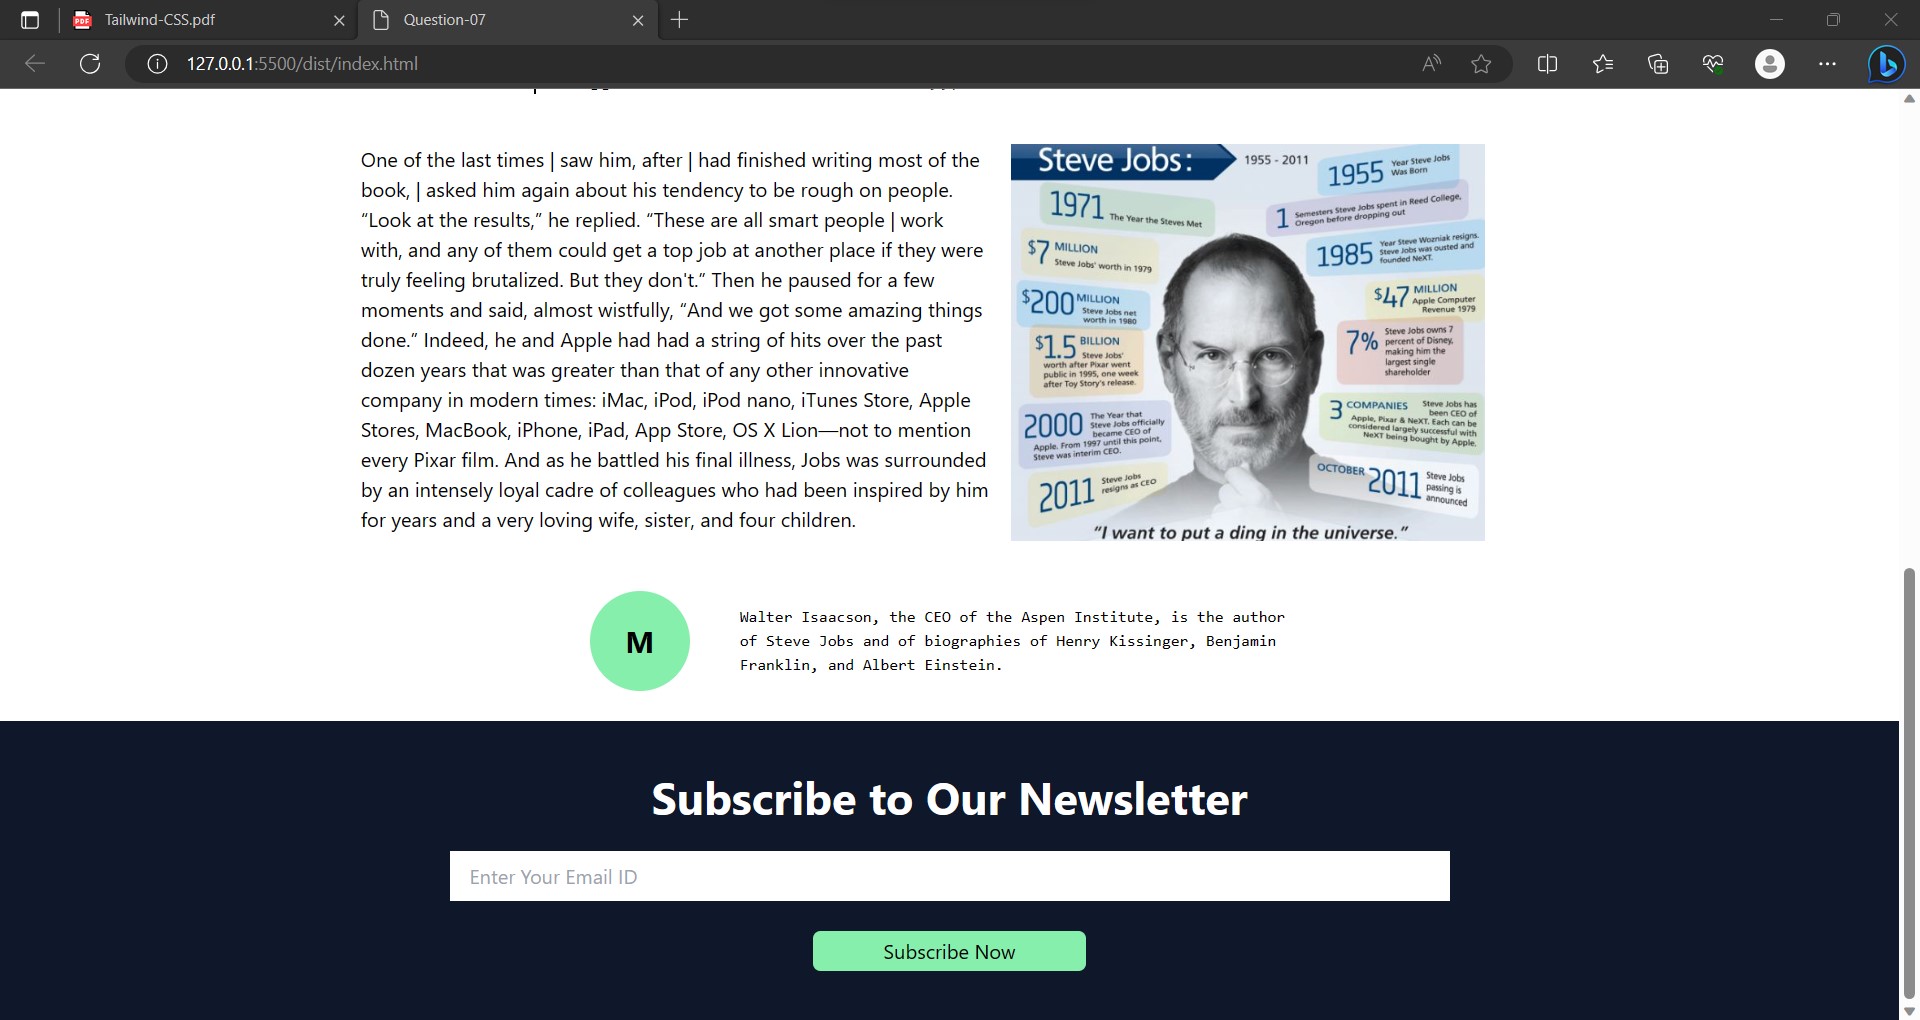 Tailwind-CSS.pdf
Question-07
127.0.0.1:5500/dist/index.html
One of the last times | saw him, after | had finished writing most of the
book, | asked him again about his tendency to be rough on people.
“Look at the results,” he replied. “These are all smart people | work
with, and any of them could get a top job at another place if they were
truly feeling brutalized. But they don't.” Then he paused for a few
moments and said, almost wistfully, “And we got some amazing things
done.” Indeed, he and Apple had had a string of hits over the past
dozen years that was greater than that of any other innovative
company in modern times: iMac, iPod, iPod nano, iTunes Store, Apple
Stores, MacBook, iPhone, iPad, App Store, OS X Lion—not to mention
every Pixar film. And as he battled his final illness, Jobs was surrounded
by an intensely loyal cadre of colleagues who had been inspired by him
for years and a very loving wife, sister, and four children.
Steve Jobs:
1955 - 2011
1971 The Year the Steves Met
$7 MILLION
Steve Jobs' worth in 1979
$200 MILLION
Steve Jobs net
worth in 1980
$1.5 BILLION
Steve Jobs'
worth after Pixar went
public in 1995, one week
after Toy Story's release.
2000 The Year that
Steve Jobs officially
became CEO of
Apple. From 1997 until this point,
Steve was interim CEO.
2011 Steve Jobs
resigns as CEO
1955 Year Steve Jobs
Was Born
1 Semesters Steve Jobs spent in Reed College,
Oregon before dropping out
1985 Year Steve Wozniak resigns.
Steve Jobs was ousted and
founded NeXT.
$47 MILLION
Apple Computer
Revenue 1979
7% Steve Jobs owns 7
percent of Disney,
making him the
largest single
shareholder
3 COMPANIES Steve Jobs has
been CEO of
Apple, Pixar & NeXT. Each can be
considered largely successful with
NeXT being bought by Apple.
OCTOBER 2011 Steve Jobs
passing is
announced
“I want to put a ding in the universe.”
M
Walter Isaacson, the CEO of the Aspen Institute, is the author
of Steve Jobs and of biographies of Henry Kissinger, Benjamin
Franklin, and Albert Einstein.
Subscribe to Our Newsletter
Enter Your Email ID
Subscribe Now